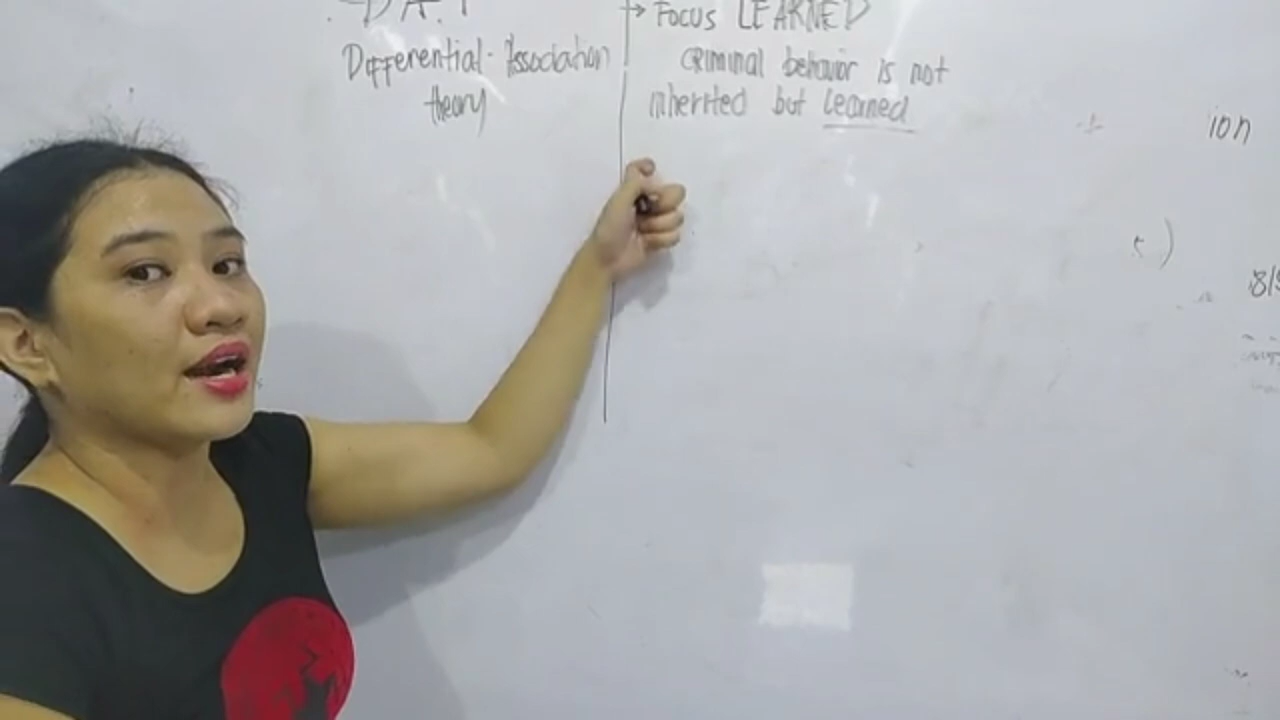 D.A.T
Differential Association
theory
→ Focus LEARNED
criminal behavior is not
inherited but learned
ion